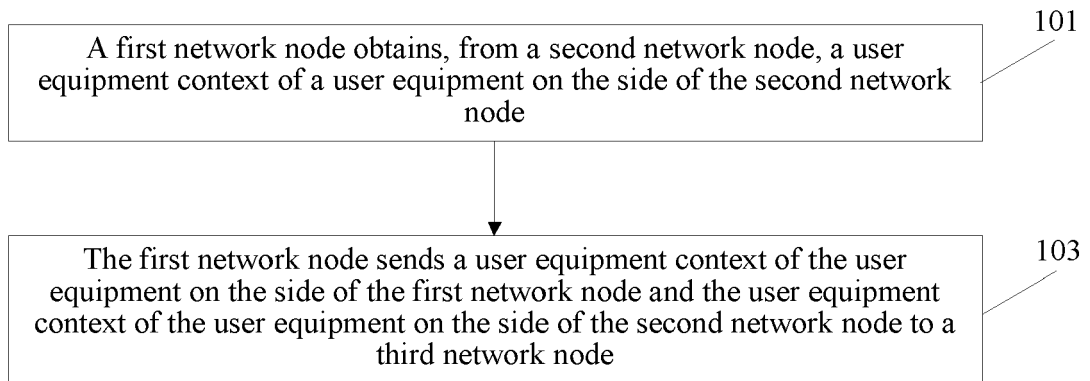 101
A first network node obtains, from a second network node, a user
equipment context of a user equipment on the side of the second network
node
103
The first network node sends a user equipment context of the user
equipment on the side of the first network node and the user equipment
context of the user equipment on the side of the second network node to a
third network node